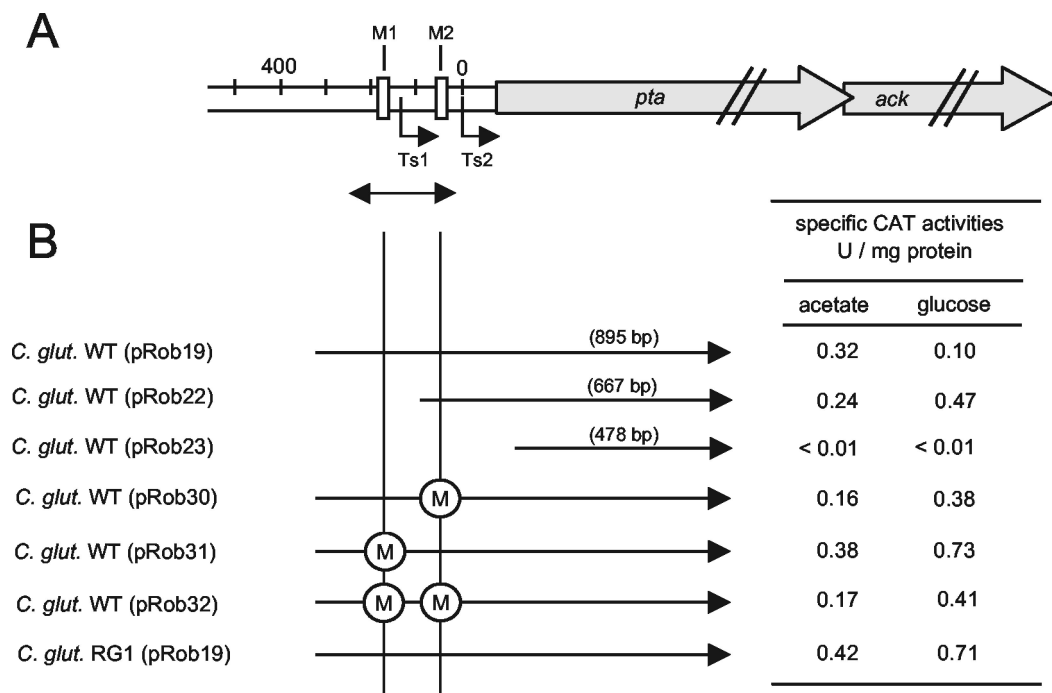 A
M1 M2
400 0
pta ack
Ts1 Ts2
B
specific CAT activities
U / mg protein
acetate glucose
C. glut. WT (pRob19) (895 bp) 0.32 0.10
C. glut. WT (pRob22) (667 bp) 0.24 0.47
C. glut. WT (pRob23) (478 bp) < 0.01 < 0.01
C. glut. WT (pRob30) M 0.16 0.38
C. glut. WT (pRob31) M 0.38 0.73
C. glut. WT (pRob32) M M 0.17 0.41
C. glut. RG1 (pRob19) 0.42 0.71